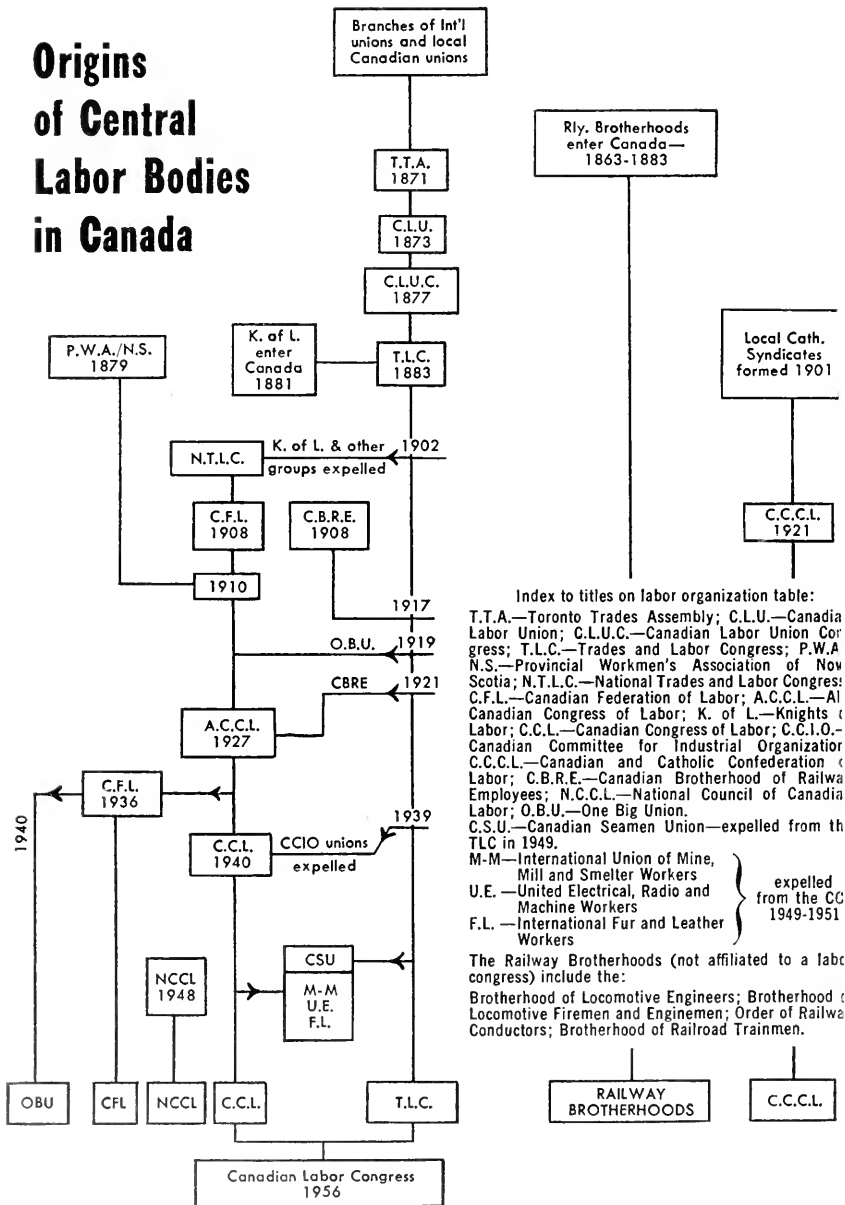 Origins
of Central
Labor Bodies
in Canada
Branches of Int'l
unions and local
Canadian unions
Rly. Brotherhoods
enter Canada—
1863-1883
T.T.A.
1871
C.L.U.
1873
C.L.U.C.
1877
P.W.A./N.S.
1879
K. of L.
enter
Canada
1881
T.L.C.
1883
Local Cath.
Syndicates
formed 1901
N.T.L.C.
K. of L. & other
groups expelled
1902
C.F.L.
1908
C.B.R.E.
1908
C.C.C.L.
1921
1910
1917
O.B.U.
1919
CBRE
1921
A.C.C.L.
1927
C.F.L.
1936
1940
1939
C.C.L.
1940
CCIO unions
expelled
NCCL
1948
CSU
M-M
U.E.
F.L.
Index to titles on labor organization table:
T.T.A.—Toronto Trades Assembly; C.L.U.—Canadia
Labor Union; C.L.U.C.—Canadian Labor Union Con
gress; T.L.C.—Trades and Labor Congress; P.W.A
N.S.—Provincial Workmen's Association of Nov
Scotia; N.T.L.C.—National Trades and Labor Congress
C.F.L.—Canadian Federation of Labor; A.C.C.L.—Al
Canadian Congress of Labor; K. of L.—Knights o
Labor; C.C.L.—Canadian Congress of Labor; C.C.I.O.-
Canadian Committee for Industrial Organization
C.C.C.L.—Canadian and Catholic Confederation o
Labor; C.B.R.E.—Canadian Brotherhood of Railwa
Employees; N.C.C.L.—National Council of Canadia
Labor; O.B.U.—One Big Union.
C.S.U.—Canadian Seamen Union—expelled from th
TLC in 1949.
M-M—International Union of Mine,
Mill and Smelter Workers
U.E. —United Electrical, Radio and
Machine Workers
F.L. —International Fur and Leather
Workers
expelled
from the CC
1949-1951
The Railway Brotherhoods (not affiliated to a labo
congress) include the:
Brotherhood of Locomotive Engineers; Brotherhood o
Locomotive Firemen and Enginemen; Order of Railwa
Conductors; Brotherhood of Railroad Trainmen.
OBU
CFL
NCCL
C.C.L.
T.L.C.
RAILWAY
BROTHERHOODS
C.C.C.L.
Canadian Labor Congress
1956